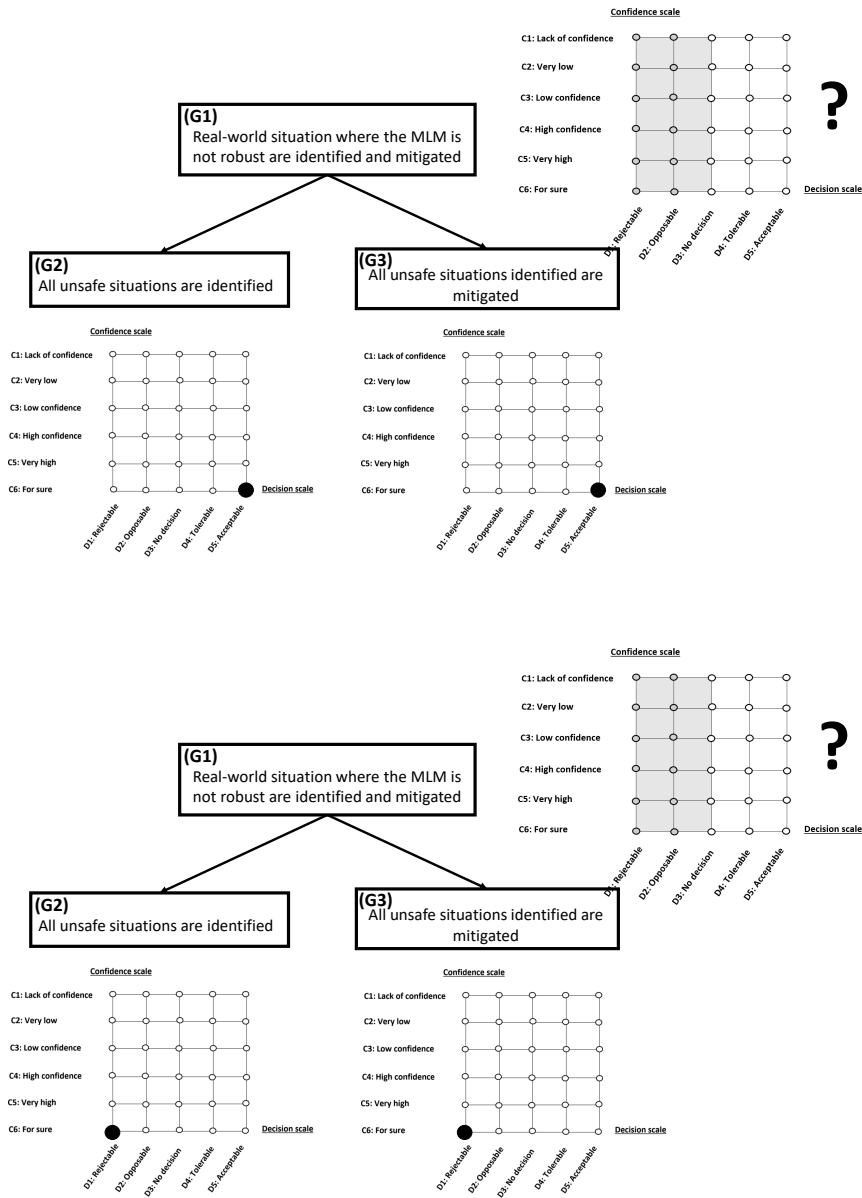 Confidence scale
C1: Lack of confidence
C2: Very low
C3: Low confidence
C4: High confidence
C5: Very high
C6: For sure
Decision scale
D1: Rejectable
D2: Opposable
D3: No decision
D4: Tolerable
D5: Acceptable
?
(G1)
Real-world situation where the MLM is
not robust are identified and mitigated
(G2)
All unsafe situations are identified
(G3)
All unsafe situations identified are
mitigated
Confidence scale
C1: Lack of confidence
C2: Very low
C3: Low confidence
C4: High confidence
C5: Very high
C6: For sure
Decision scale
D1: Rejectable
D2: Opposable
D3: No decision
D4: Tolerable
D5: Acceptable
Confidence scale
C1: Lack of confidence
C2: Very low
C3: Low confidence
C4: High confidence
C5: Very high
C6: For sure
Decision scale
D1: Rejectable
D2: Opposable
D3: No decision
D4: Tolerable
D5: Acceptable
Confidence scale
C1: Lack of confidence
C2: Very low
C3: Low confidence
C4: High confidence
C5: Very high
C6: For sure
Decision scale
D1: Rejectable
D2: Opposable
D3: No decision
D4: Tolerable
D5: Acceptable
?
(G1)
Real-world situation where the MLM is
not robust are identified and mitigated
(G2)
All unsafe situations are identified
(G3)
All unsafe situations identified are
mitigated
Confidence scale
C1: Lack of confidence
C2: Very low
C3: Low confidence
C4: High confidence
C5: Very high
C6: For sure
Decision scale
D1: Rejectable
D2: Opposable
D3: No decision
D4: Tolerable
D5: Acceptable
Confidence scale
C1: Lack of confidence
C2: Very low
C3: Low confidence
C4: High confidence
C5: Very high
C6: For sure
Decision scale
D1: Rejectable
D2: Opposable
D3: No decision
D4: Tolerable
D5: Acceptable